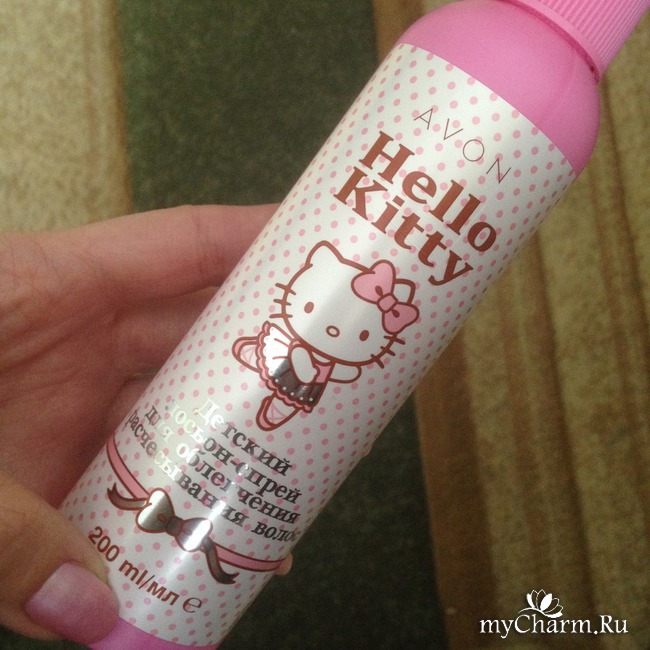 AVON
Hello
Kitty
Детский
лосьон-спрей
для облегчения
расчесывания волос
200 ml/мл ℮
myCharm.Ru